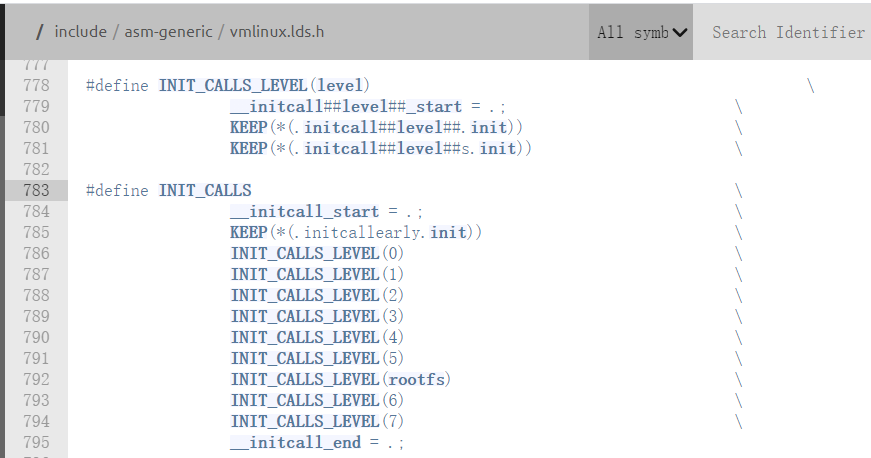 / include / asm-generic / vmlinux.lds.h All symb Search Identifier
777
778 #define INIT_CALLS_LEVEL(level) \
779 __initcall##level##_start = .; \
780 KEEP(*(.initcall##level##.init)) \
781 KEEP(*(.initcall##level##s.init)) \
782
783 #define INIT_CALLS \
784 __initcall_start = .; \
785 KEEP(*(.initcallearly.init)) \
786 INIT_CALLS_LEVEL(0) \
787 INIT_CALLS_LEVEL(1) \
788 INIT_CALLS_LEVEL(2) \
789 INIT_CALLS_LEVEL(3) \
790 INIT_CALLS_LEVEL(4) \
791 INIT_CALLS_LEVEL(5) \
792 INIT_CALLS_LEVEL(rootfs) \
793 INIT_CALLS_LEVEL(6) \
794 INIT_CALLS_LEVEL(7) \
795 __initcall_end = .;